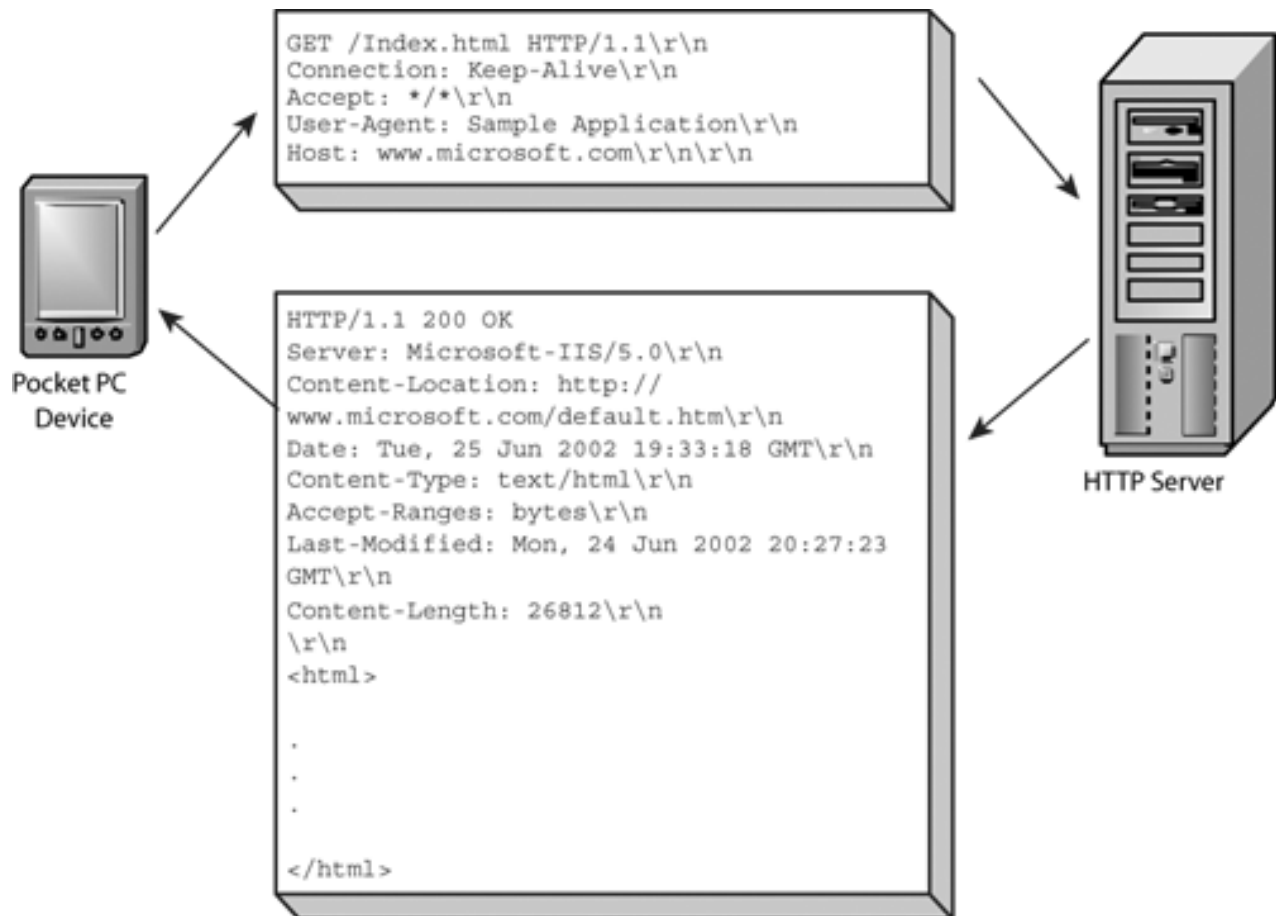 GET /Index.html HTTP/1.1\r\n
Connection: Keep-Alive\r\n
Accept: */*\r\n
User-Agent: Sample Application\r\n
Host: www.microsoft.com\r\n\r\n
Pocket PC
Device
HTTP/1.1 200 OK
Server: Microsoft-IIS/5.0\r\n
Content-Location: http://
www.microsoft.com/default.htm\r\n
Date: Tue, 25 Jun 2002 19:33:18 GMT\r\n
Content-Type: text/html\r\n
Accept-Ranges: bytes\r\n
Last-Modified: Mon, 24 Jun 2002 20:27:23
GMT\r\n
Content-Length: 26812\r\n
\r\n
<html>
.
.
.
</html>
HTTP Server